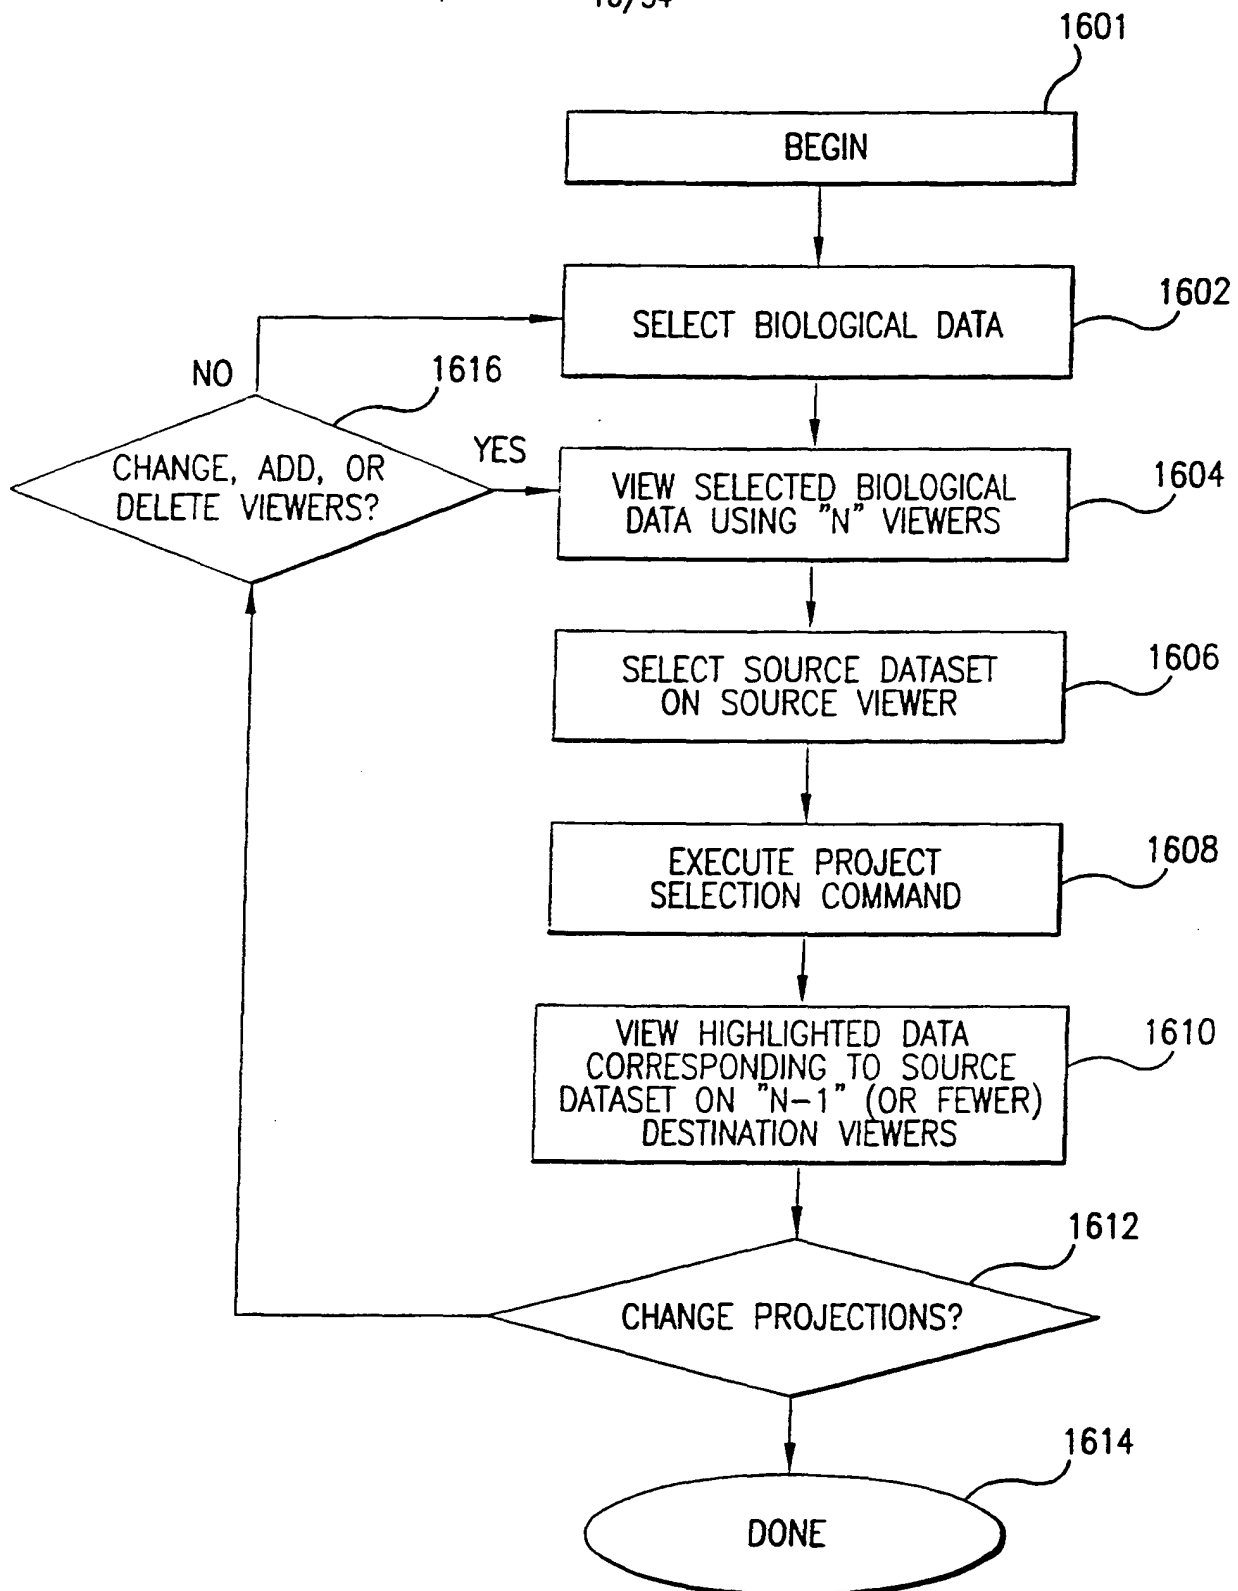 1601
BEGIN
1602
SELECT BIOLOGICAL DATA
NO
1616
YES
CHANGE, ADD, OR
DELETE VIEWERS?
1604
VIEW SELECTED BIOLOGICAL
DATA USING "N" VIEWERS
1606
SELECT SOURCE DATASET
ON SOURCE VIEWER
1608
EXECUTE PROJECT
SELECTION COMMAND
1610
VIEW HIGHLIGHTED DATA
CORRESPONDING TO SOURCE
DATASET ON "N-1" (OR FEWER)
DESTINATION VIEWERS
1612
CHANGE PROJECTIONS?
1614
DONE